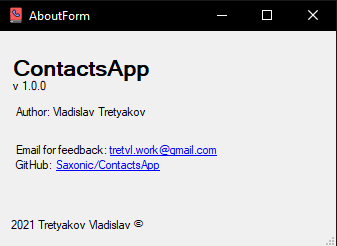 AboutForm
ContactsApp
v 1.0.0
Author: Vladislav Tretyakov
Email for feedback: tretvl.work@gmail.com
GitHub: Saxonic/ContactsApp
2021 Tretyakov Vladislav ©